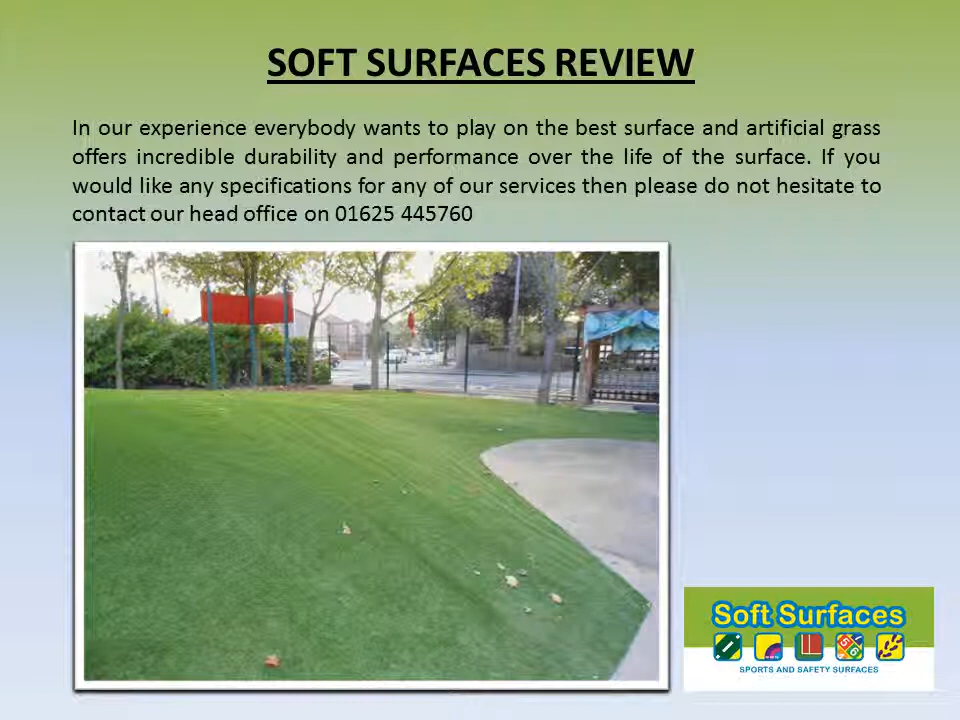 SOFT SURFACES REVIEW
In our experience everybody wants to play on the best surface and artificial grass
offers incredible durability and performance over the life of the surface. If you
would like any specifications for any of our services then please do not hesitate to
contact our head office on 01625 445760
Soft Surfaces
5 6
SPORTS AND SAFETY SURFACES